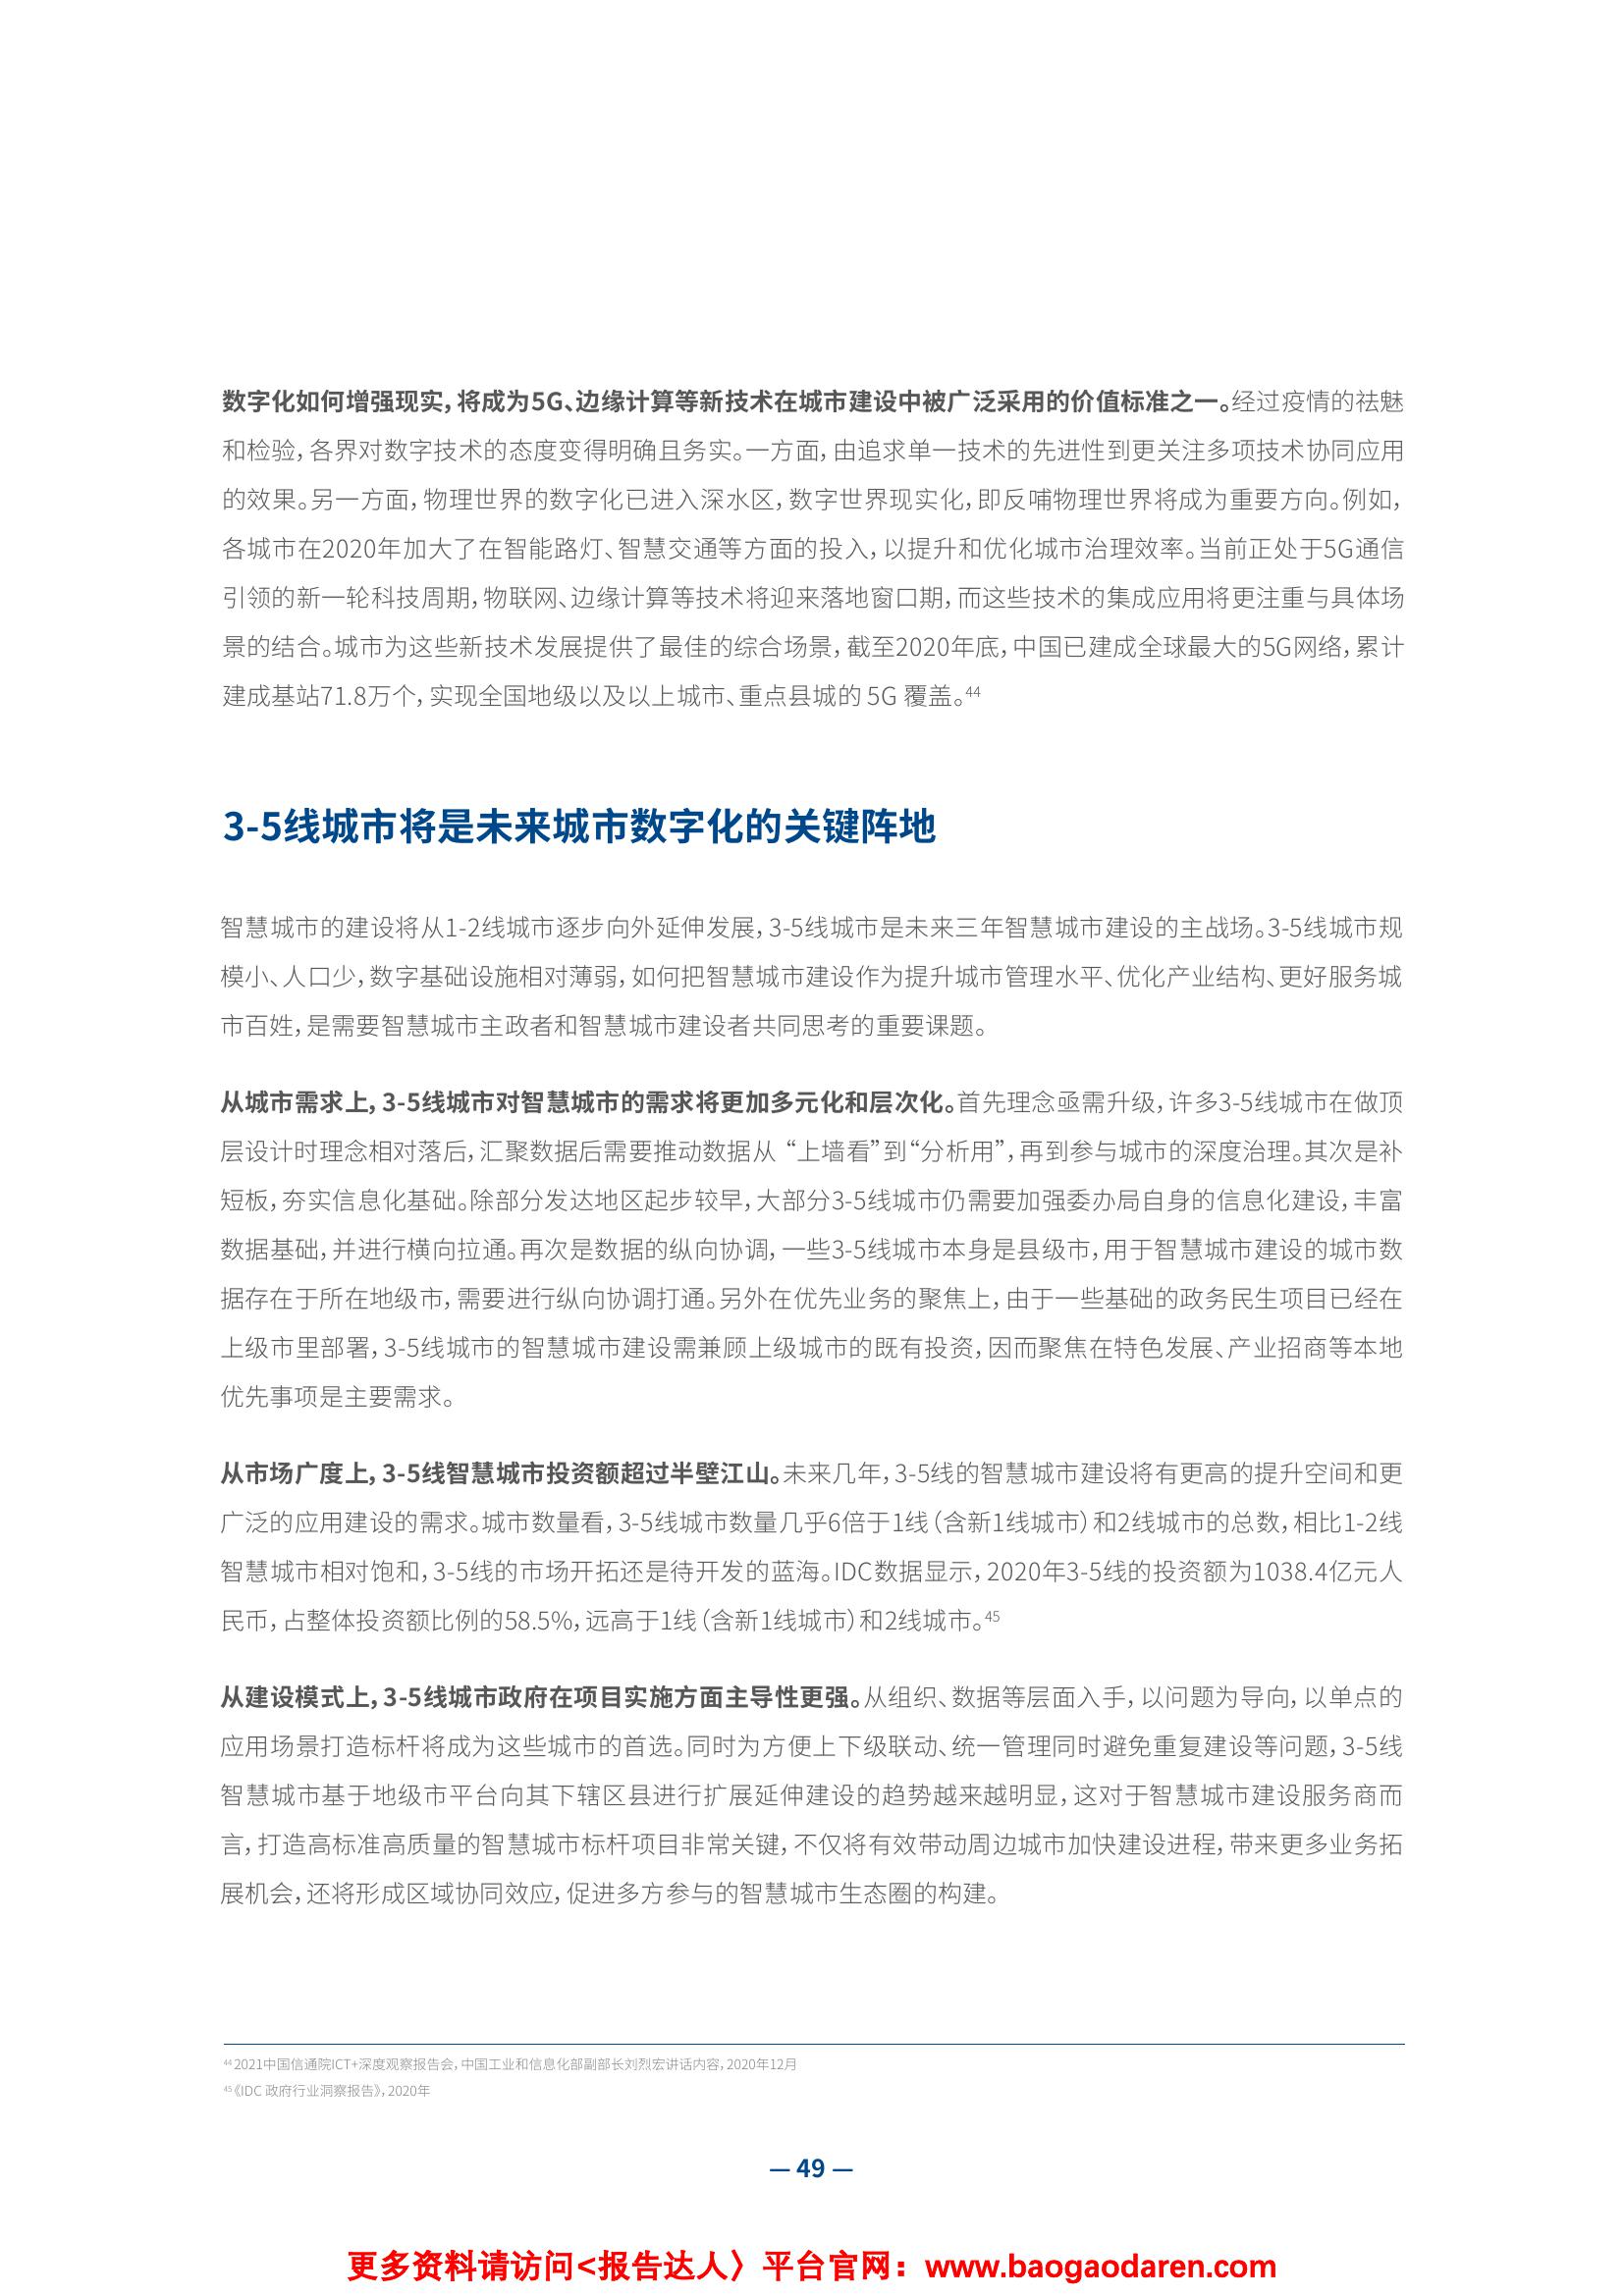 数字化如何增强现实，将成为5G、边缘计算等新技术在城市建设中被广泛采用的价值标准之一。经过疫情的祛魅
和检验，各界对数字技术的态度变得明确且务实。一方面，由追求单一技术的先进性到更关注多项技术协同应用
的效果。另一方面，物理世界的数字化已进入深水区，数字世界现实化，即反哺物理世界将成为重要方向。例如，
各城市在2020年加大了在智能路灯、智慧交通等方面的投入，以提升和优化城市治理效率。当前正处于5G通信
引领的新一轮科技周期，物联网、边缘计算等技术将迎来落地窗口期，而这些技术的集成应用将更注重与具体场
景的结合。城市为这些新技术发展提供了最佳的综合场景，截至2020年底，中国已建成全球最大的5G网络，累计
建成基站71.8万个，实现全国地级以及以上城市、重点县城的 5G 覆盖。44
3-5线城市将是未来城市数字化的关键阵地
智慧城市的建设将从1-2线城市逐步向外延伸发展，3-5线城市是未来三年智慧城市建设的主战场。3-5线城市规
模小、人口少，数字基础设施相对薄弱，如何把智慧城市建设作为提升城市管理水平、优化产业结构、更好服务城
市百姓，是需要智慧城市主政者和智慧城市建设者共同思考的重要课题。
从城市需求上，3-5线城市对智慧城市的需求将更加多元化和层次化。首先理念亟需升级，许多3-5线城市在做顶
层设计时理念相对落后，汇聚数据后需要推动数据从 “上墙看”到“分析用”，再到参与城市的深度治理。其次是补
短板，夯实信息化基础。除部分发达地区起步较早，大部分3-5线城市仍需要加强委办局自身的信息化建设，丰富
数据基础，并进行横向拉通。再次是数据的纵向协调，一些3-5线城市本身是县级市，用于智慧城市建设的城市数
据存在于所在地级市，需要进行纵向协调打通。另外在优先业务的聚焦上，由于一些基础的政务民生项目已经在
上级市里部署，3-5线城市的智慧城市建设需兼顾上级城市的既有投资，因而聚焦在特色发展、产业招商等本地
优先事项是主要需求。
从市场广度上，3-5线智慧城市投资额超过半壁江山。未来几年，3-5线的智慧城市建设将有更高的提升空间和更
广泛的应用建设的需求。城市数量看，3-5线城市数量几乎6倍于1线（含新1线城市）和2线城市的总数，相比1-2线
智慧城市相对饱和，3-5线的市场开拓还是待开发的蓝海。IDC数据显示，2020年3-5线的投资额为1038.4亿元人
民币，占整体投资额比例的58.5%，远高于1线（含新1线城市）和2线城市。45
从建设模式上，3-5线城市政府在项目实施方面主导性更强。从组织、数据等层面入手，以问题为导向，以单点的
应用场景打造标杆将成为这些城市的首选。同时为方便上下级联动、统一管理同时避免重复建设等问题，3-5线
智慧城市基于地级市平台向其下辖区县进行扩展延伸建设的趋势越来越明显，这对于智慧城市建设服务商而
言，打造高标准高质量的智慧城市标杆项目非常关键，不仅将有效带动周边城市加快建设进程，带来更多业务拓
展机会，还将形成区域协同效应，促进多方参与的智慧城市生态圈的构建。
44 2021中国信通院ICT+深度观察报告会，中国工业和信息化部副部长刘烈宏讲话内容，2020年12月
45《IDC 政府行业洞察报告》，2020年
— 49 —
更多资料请访问<报告达人〉平台官网：www.baogaodaren.com